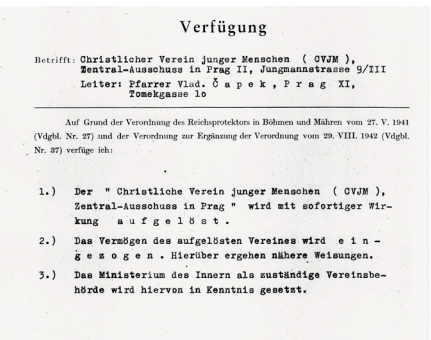 Verfügung
Betrifft: Christlicher Verein junger Menschen ( CVJM ),
Zentral-Ausschuss in Prag II, Jungmannstrasse 9/III
Leiter: Pfarrer Vlad. Č a p e k , P r a g XI,
Tomekgasse lo
Auf Grund der Verordnung des Reichsprotektors in Böhmen und Mähren vom 27. V. 1941
(Vdgbl. Nr. 27) und der Verordnung zur Ergänzung der Verordnung vom 29. VIII. 1942 (Vdgbl.
Nr. 37) verfüge ich:
1.) Der " Christliche Verein junger Menschen ( CVJM ),
Zentral-Ausschuss in Prag " wird mit sofortiger Wir-
kung a u f g e l ö s t .
2.) Das Vermögen des aufgelösten Vereines wird e i n -
g e z o g e n . Hierüber ergehen nähere Weisungen.
3.) Das Ministerium des Innern als zuständige Vereinsbe-
hörde wird hiervon in Kenntnis gesetzt.